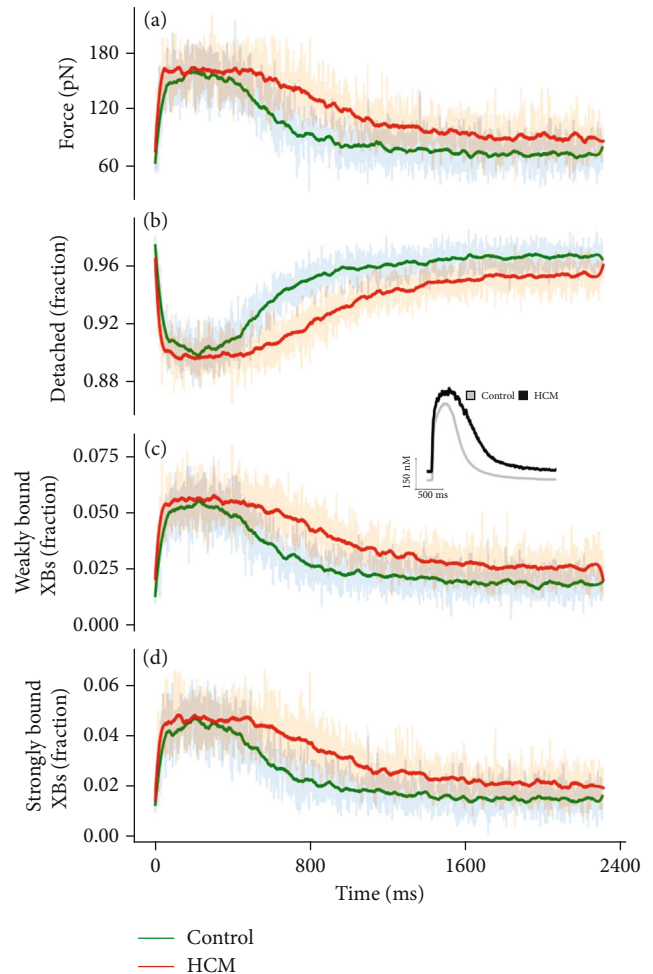 (a)
Force (pN)
180
120
60
(b)
Detached (fraction)
0.96
0.92
0.88
Control HCM
150 nM
500 ms
(c)
Weakly bound
XBs (fraction)
0.075
0.050
0.025
0.000
(d)
Strongly bound
XBs (fraction)
0.06
0.04
0.02
0.00
0 800 1600 2400
Time (ms)
Control
HCM